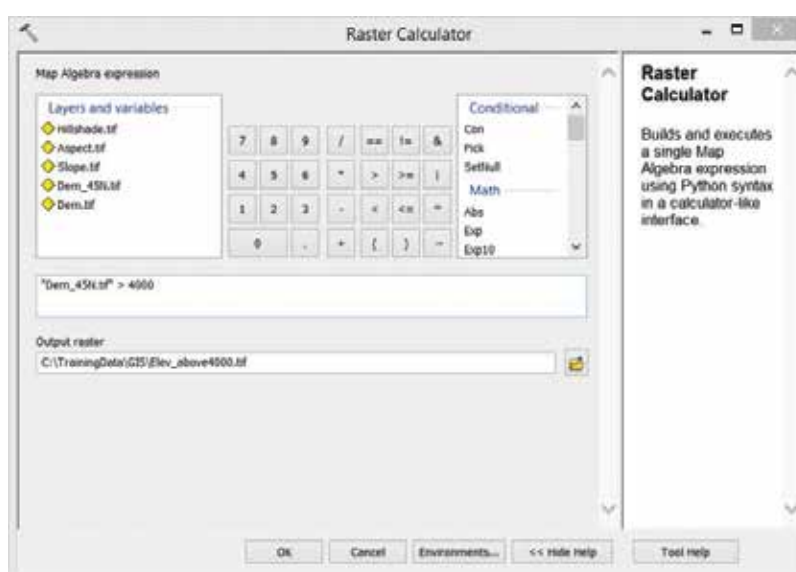 Raster Calculator
Map Algebra expression
Layers and variables
Hillshade.tif
Aspect.tif
Slope.tif
Dem_45N.tif
Dem.tif
7 8 9 / == != &
4 5 6 * > >= |
1 2 3 - < <= ^
0 . + ( ) ~
Conditional
Con
Pick
SetNull
Math
Abs
Exp
Exp10
"Dem_45N.tif" > 4000
Output raster
C:\TrainingData\GIS\Elev_above4000.tif
OK
Cancel
Environments...
<< Hide Help
Tool Help
Raster
Calculator
Builds and executes
a single Map
Algebra expression
using Python syntax
in a calculator-like
interface.